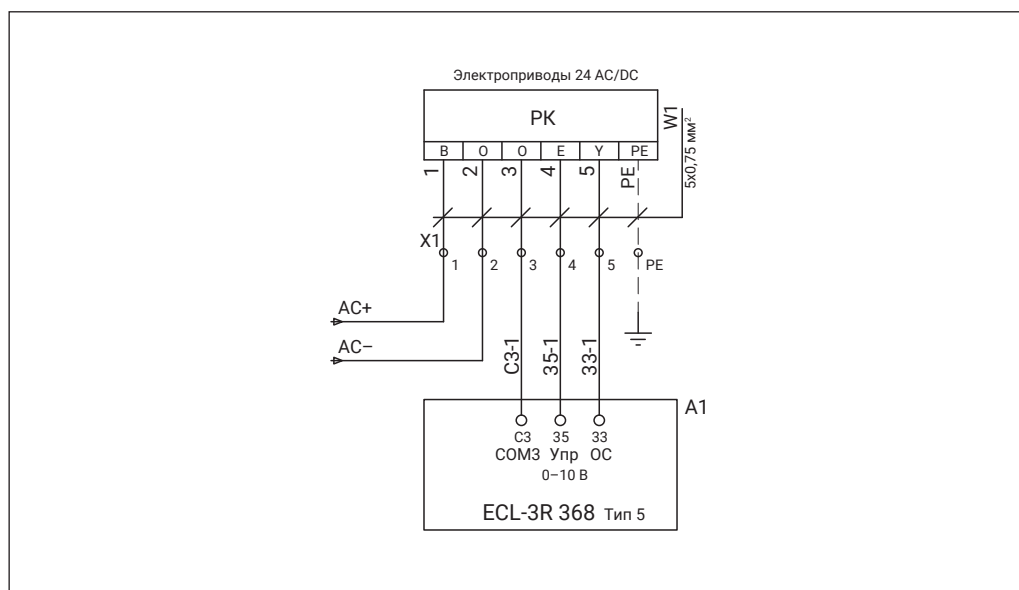 Электроприводы 24 AC/DC
РК
W1
5x0,75 мм²
B O O E Y PE
1 2 3 4 5 PE
X1
1 2 3 4 5 PE
AC+
AC–
C3-1 35-1 33-1
A1
C3 35 33
COM3 Упр ОС
0–10 В
ECL-3R 368 Тип 5